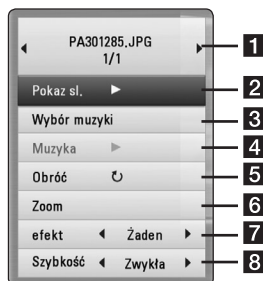 PA301285.JPG
1/1
1
Pokaz sl.
2
Wybór muzyki
3
Muzyka
4
Obróć
5
Zoom
6
efekt Żaden
7
Szybkość Zwykła
8